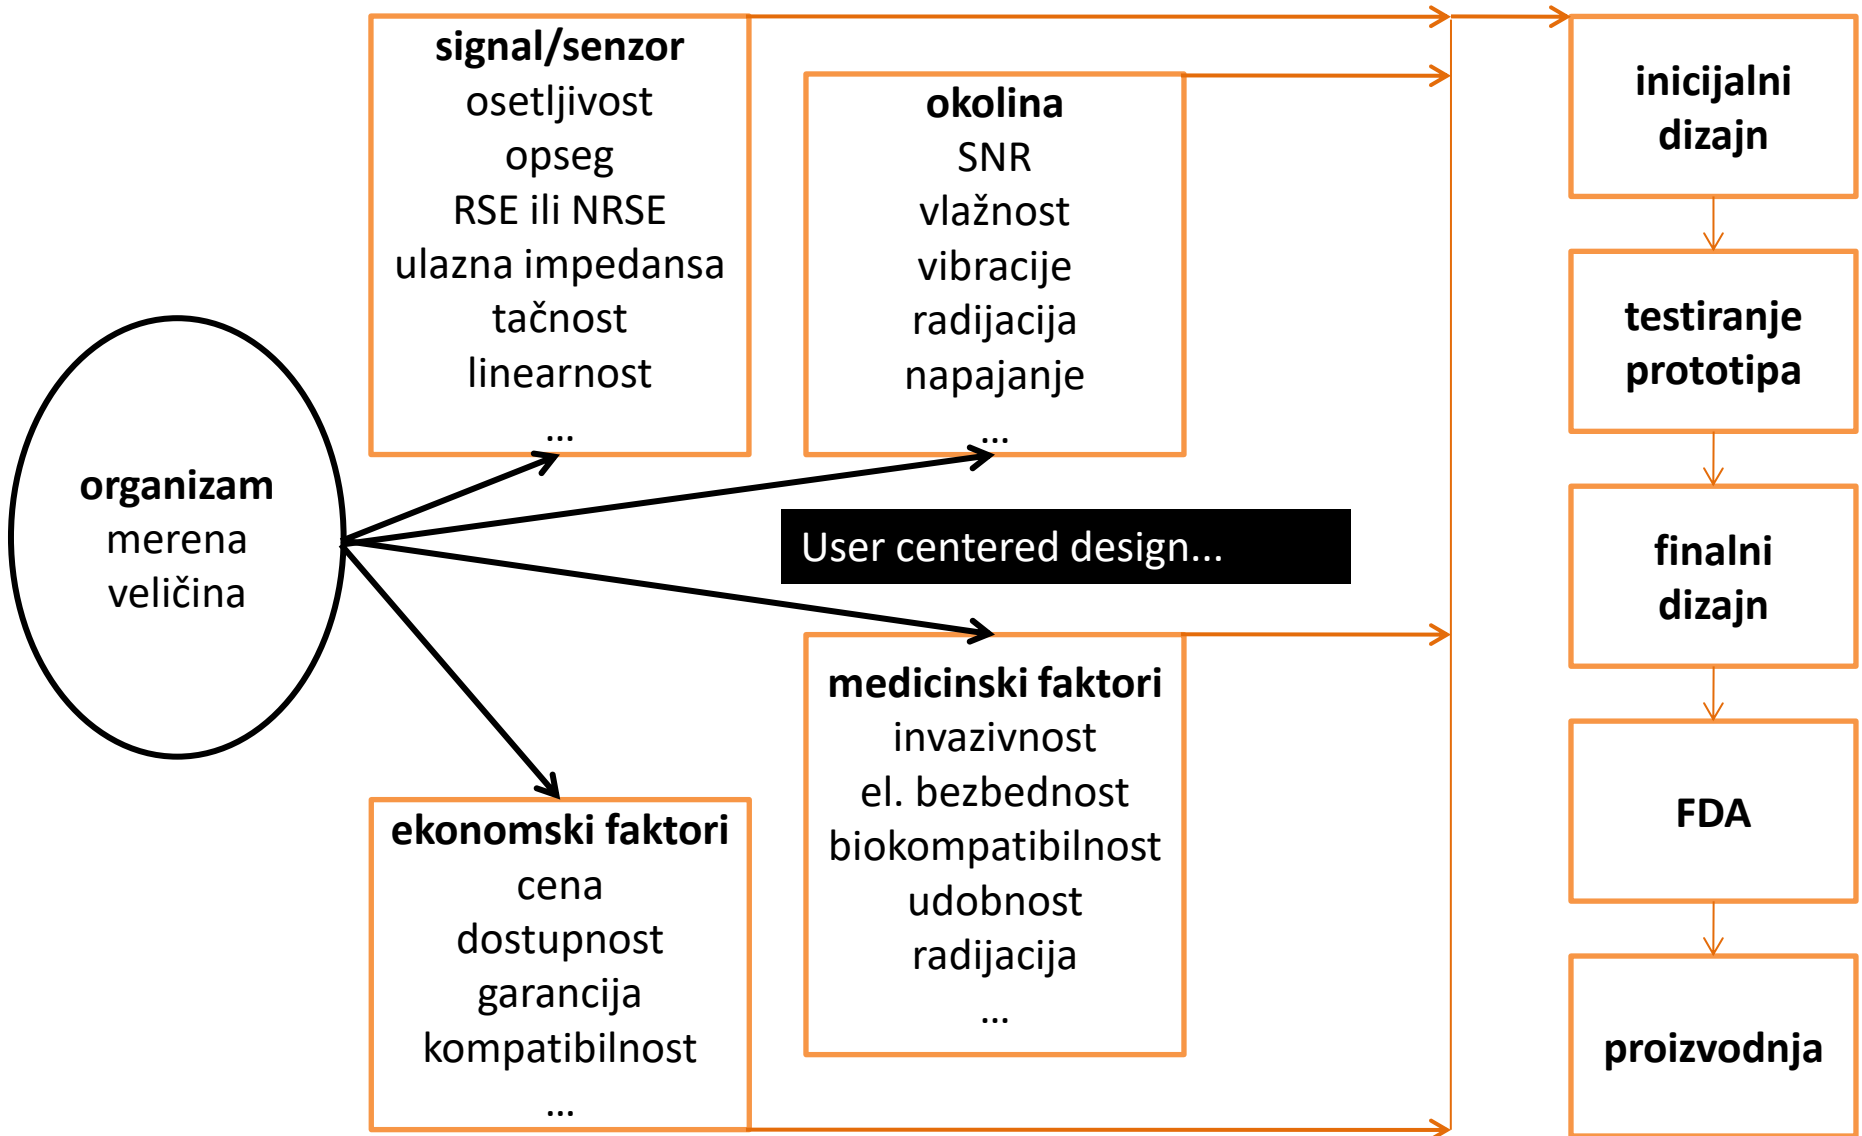 organizam
merena
veličina
signal/senzor
osetljivost
opseg
RSE ili NRSE
ulazna impedansa
tačnost
linearnost
...
okolina
SNR
vlažnost
vibracije
radijacija
napajanje
...
User centered design...
ekonomski faktori
cena
dostupnost
garancija
kompatibilnost
...
medicinski faktori
invazivnost
el. bezbednost
biokompatibilnost
udobnost
radijacija
...
inicijalni
dizajn
testiranje
prototipa
finalni
dizajn
FDA
proizvodnja